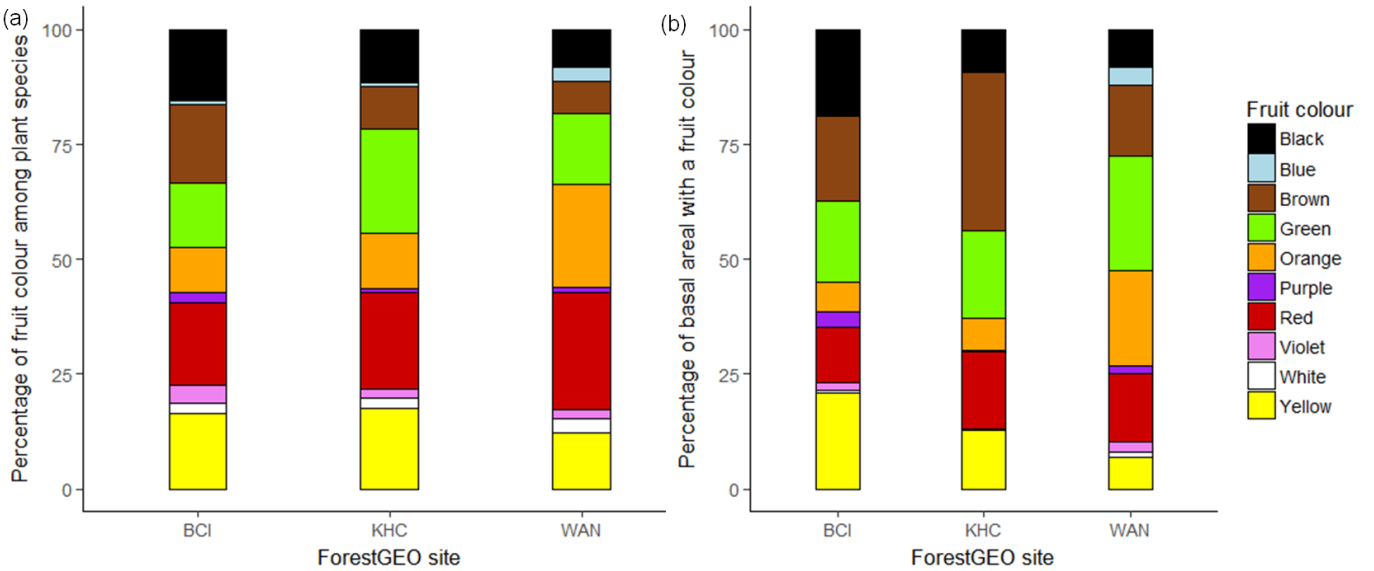 (a)
Percentage of fruit colour among plant species
100
75
50
25
0
BCI KHC WAN
ForestGEO site
(b)
Percentage of basal areal with a fruit colour
100
75
50
25
0
BCI KHC WAN
ForestGEO site
Fruit colour
Black
Blue
Brown
Green
Orange
Purple
Red
Violet
White
Yellow